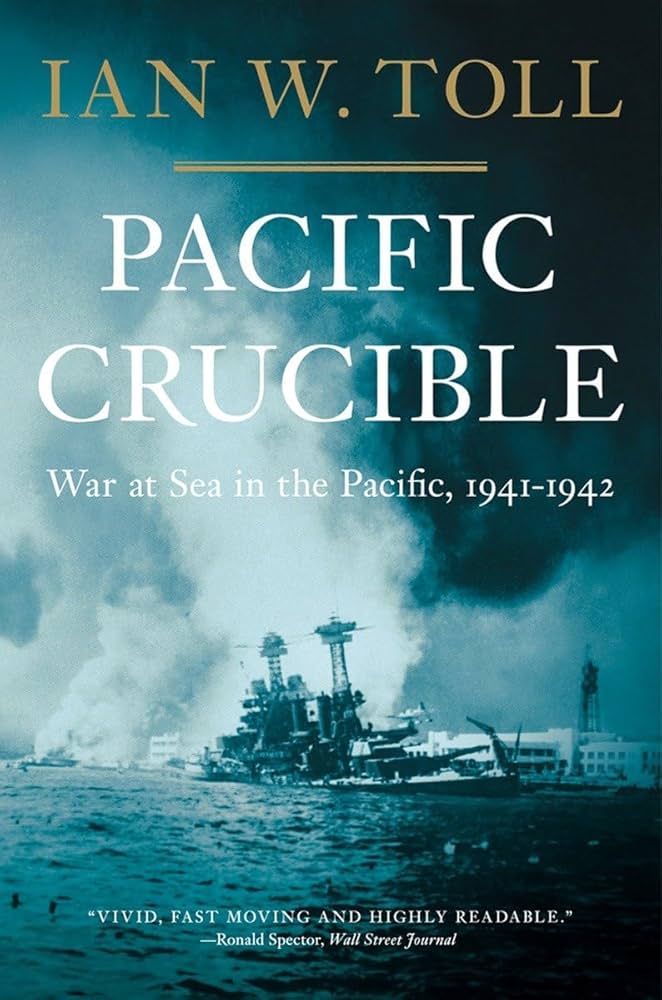 IAN W. TOLL
PACIFIC
CRUCIBLE
War at Sea in the Pacific, 1941-1942
“VIVID, FAST MOVING AND HIGHLY READABLE.”
—Ronald Spector, Wall Street Journal